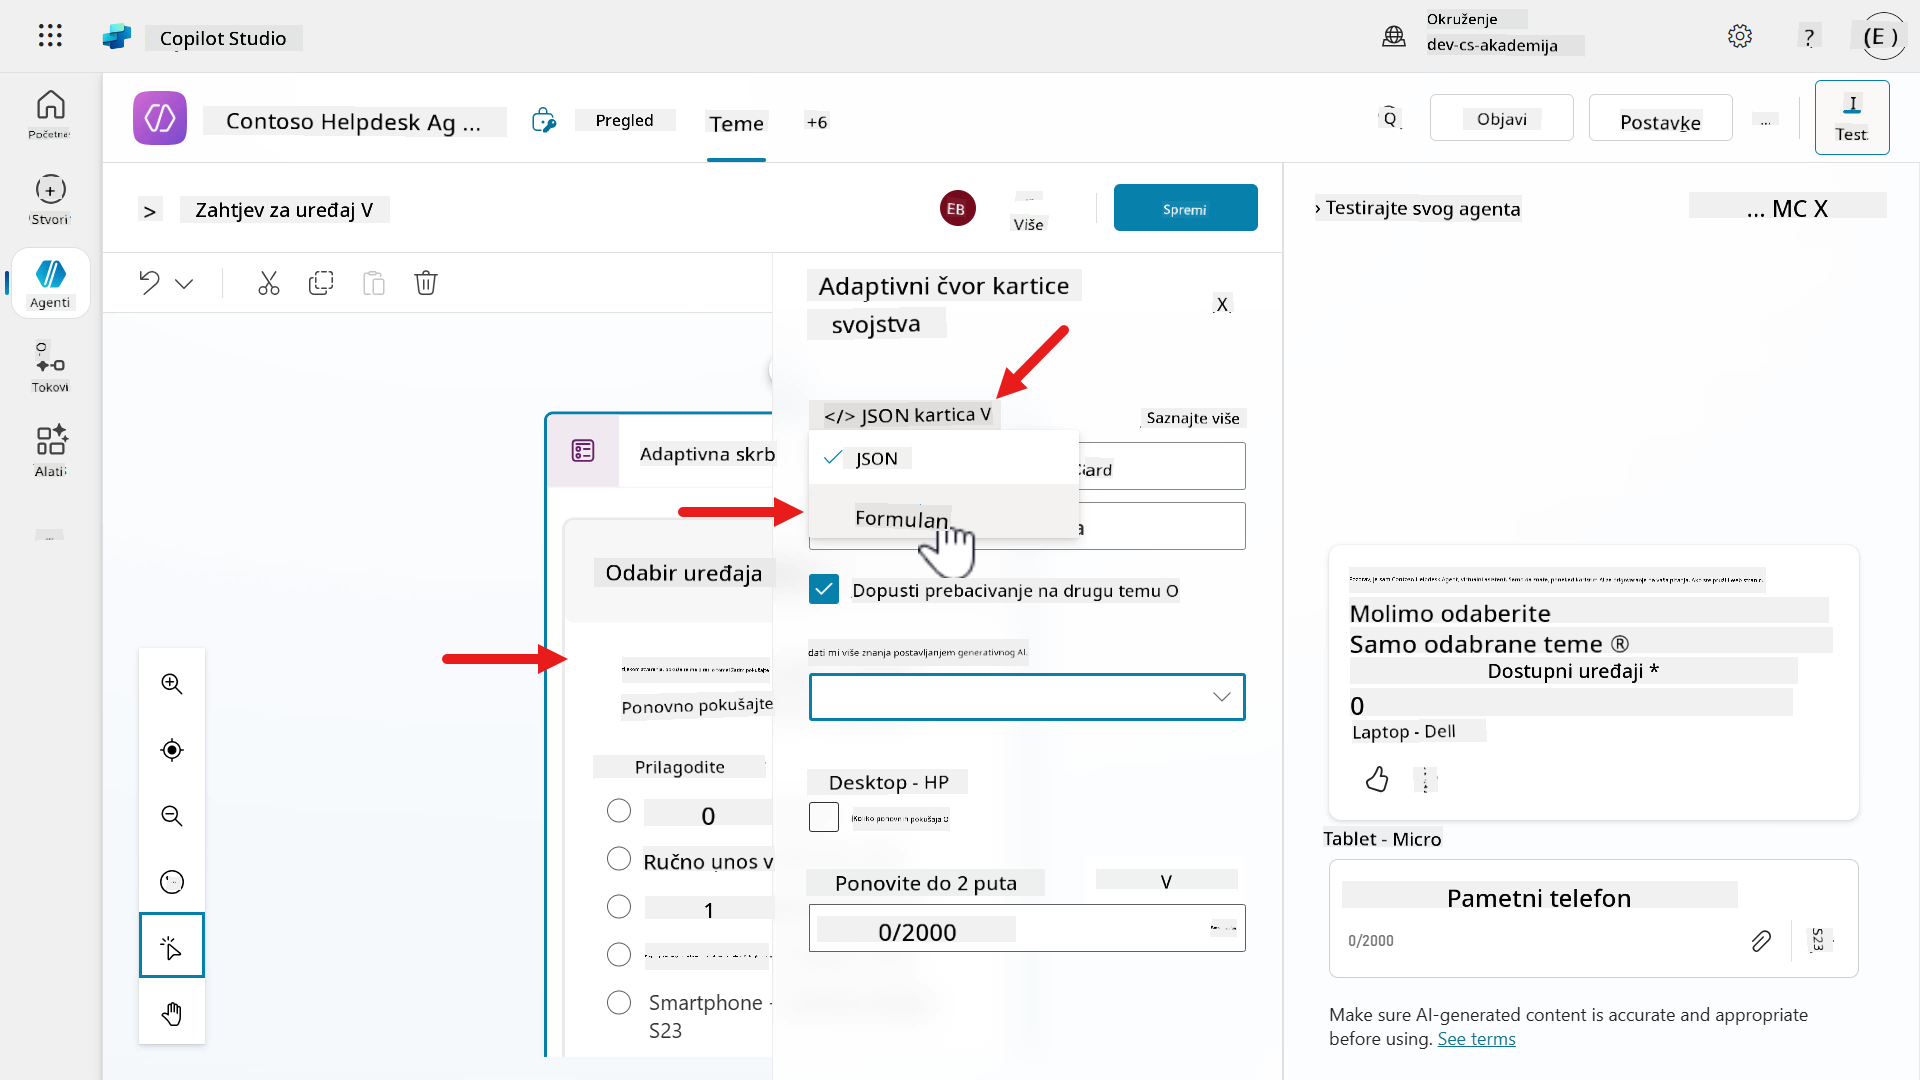 Copilot Studio
Okruženje
dev-cs-akademija
?
(E )
Početna
Stvori
Agenti
Tokovi
Alati
Contoso Helpdesk Ag ...
Pregled
Teme
+6
Q
Objavi
Postavke
...
I
Test
>
Zahtjev za uređaj V
EB
Više
Spremi
› Testirajte svog agenta
... MC X
Adaptivni čvor kartice
svojstva
X
</> JSON kartica V
Saznajte više
JSON
Formulan
Dopusti prebacivanje na drugu temu O
dati mi više znanja postavljanjem generativnog AI.
Desktop - HP
Ponovite do 2 puta
V
0/2000
Adaptivna skrb
Odabir uređaja
Ponovno pokušajte
Prilagodite
0
Ručno unos v
1
Smartphone -
S23
Molimo odaberite
Samo odabrane teme ®
Dostupni uređaji *
0
Laptop - Dell
Tablet - Micro
Pametni telefon
0/2000
S23
Make sure AI-generated content is accurate and appropriate
before using. See terms